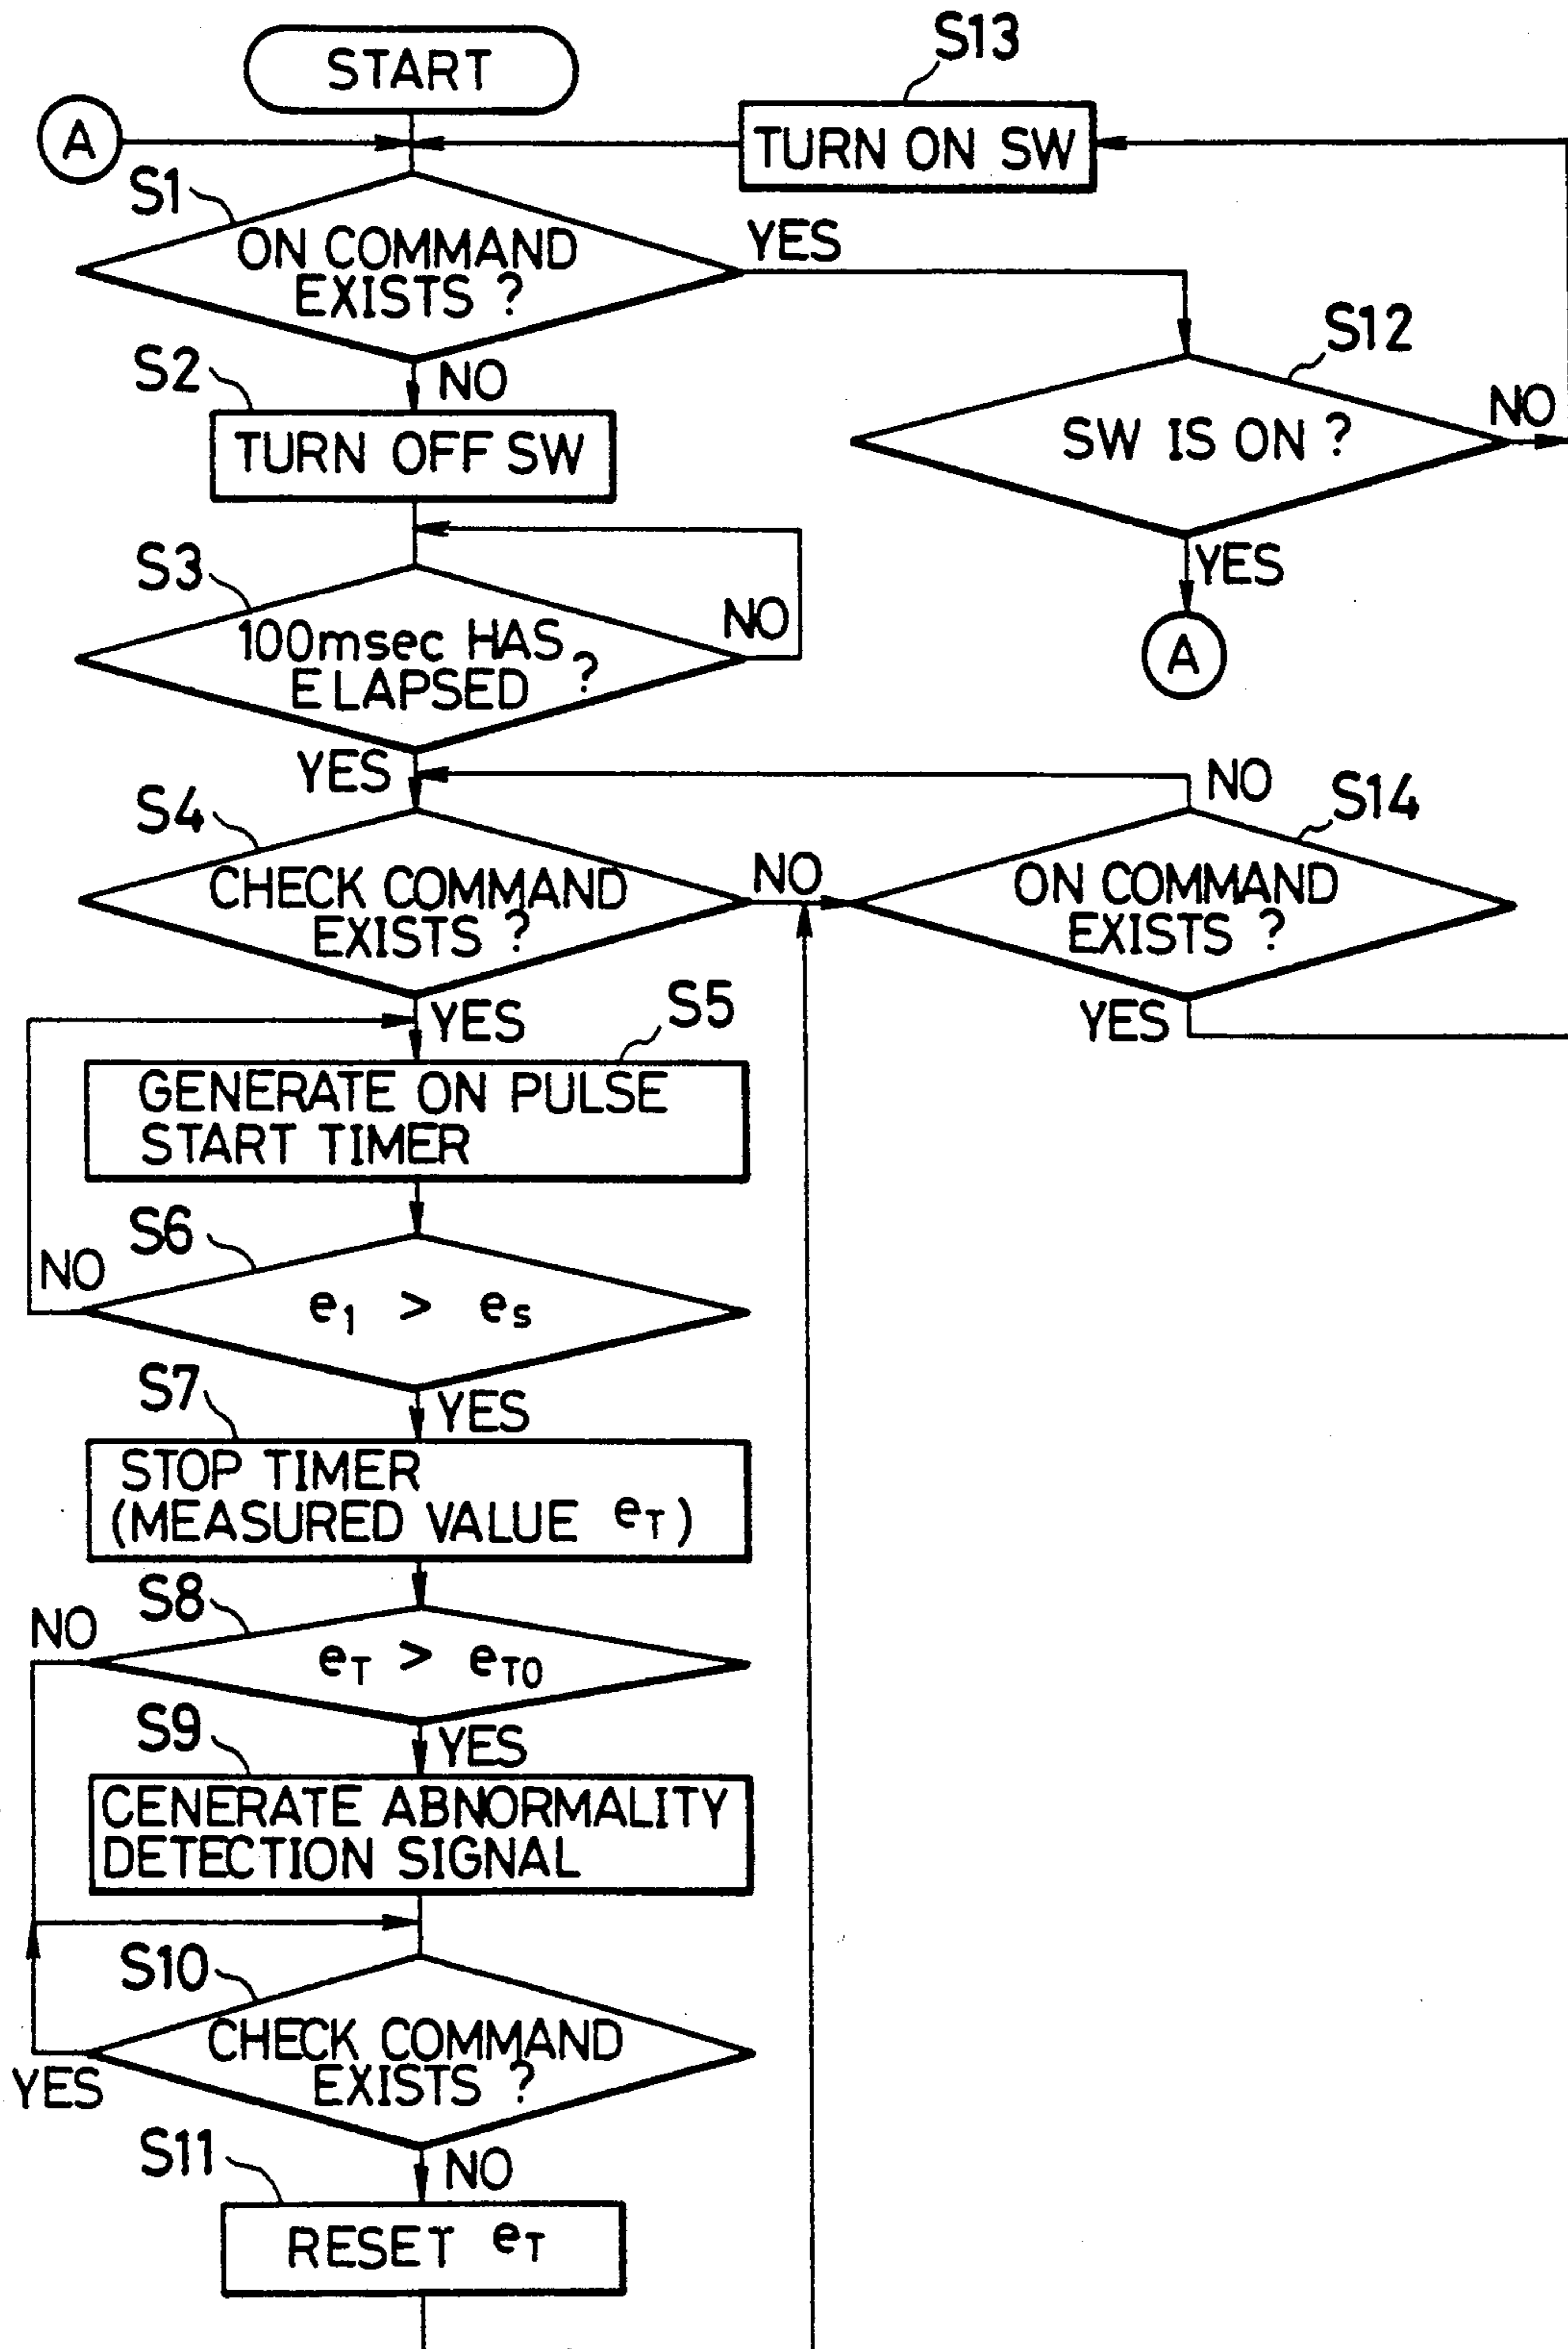 START
S13
A
TURN ON SW
S1
ON COMMAND
EXISTS ?
YES
S12
S2
NO
SW IS ON ?
NO
TURN OFF SW
YES
A
S3
100msec HAS
ELAPSED ?
NO
YES
NO
S14
S4
CHECK COMMAND
EXISTS ?
NO
ON COMMAND
EXISTS ?
YES
YES
S5
GENERATE ON PULSE
START TIMER
S6
NO
e1 > es
S7
YES
STOP TIMER
(MEASURED VALUE eT)
S8
NO
eT > eT0
S9
YES
CENERATE ABNORMALITY
DETECTION SIGNAL
S10
CHECK COMMAND
EXISTS ?
YES
S11
NO
RESET eT